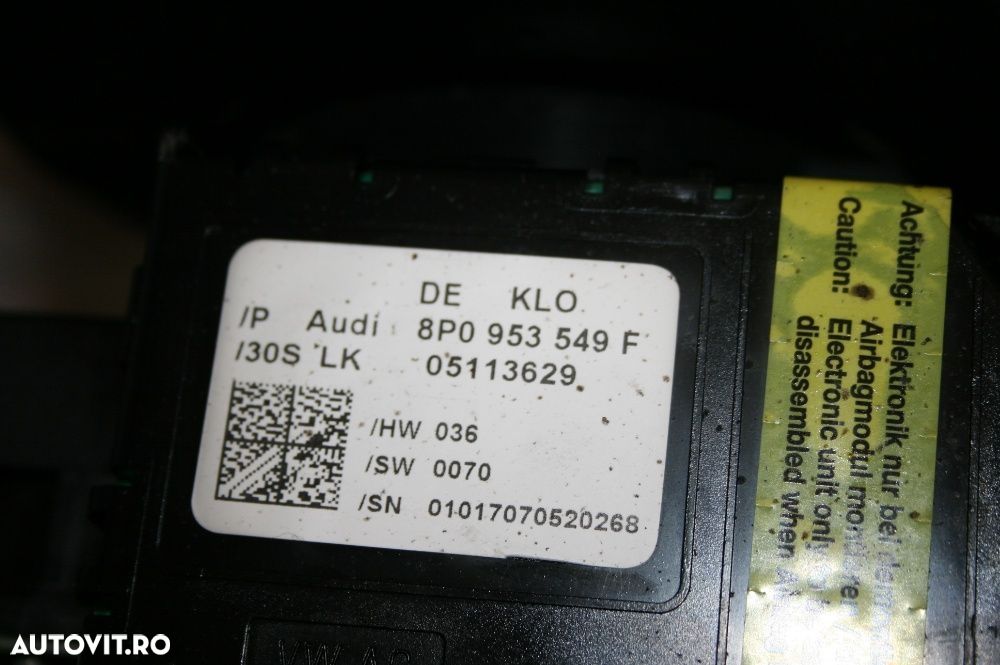 DE KLO
/P Audi 8P0 953 549 F
/30S LK 05113629
/HW 036
/SW 0070
/SN 01017070520268
Achtung: Elektronik nur bei
Airbagmodul
Caution: Electronic unit only
disassembled when
AUTOVIT.RO